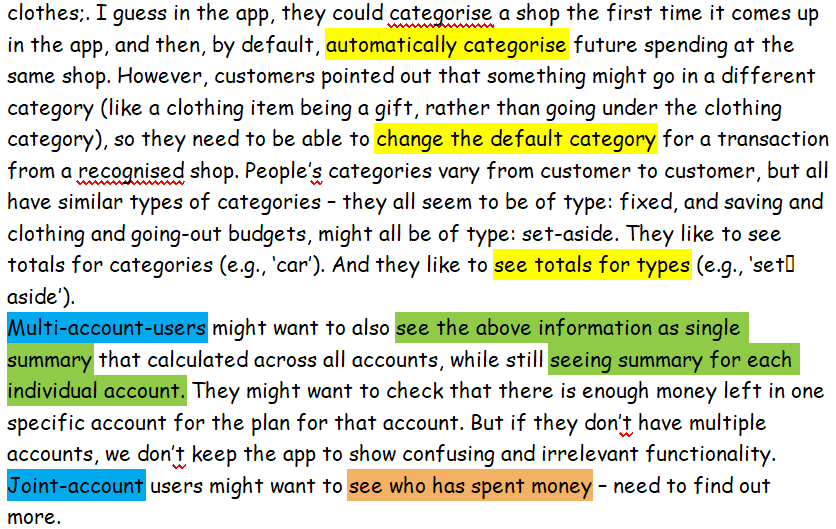 clothes;. I guess in the app, they could categorise a shop the first time it comes up
in the app, and then, by default, automatically categorise future spending at the
same shop. However, customers pointed out that something might go in a different
category (like a clothing item being a gift, rather than going under the clothing
category), so they need to be able to change the default category for a transaction
from a recognised shop. People’s categories vary from customer to customer, but all
have similar types of categories – they all seem to be of type: fixed, and saving and
clothing and going-out budgets, might all be of type: set-aside. They like to see
totals for categories (e.g., ‘car’). And they like to see totals for types (e.g., ‘set▯
aside’).
Multi-account-users might want to also see the above information as single
summary that calculated across all accounts, while still seeing summary for each
individual account. They might want to check that there is enough money left in one
specific account for the plan for that account. But if they don’t have multiple
accounts, we don’t keep the app to show confusing and irrelevant functionality.
Joint-account users might want to see who has spent money – need to find out
more.